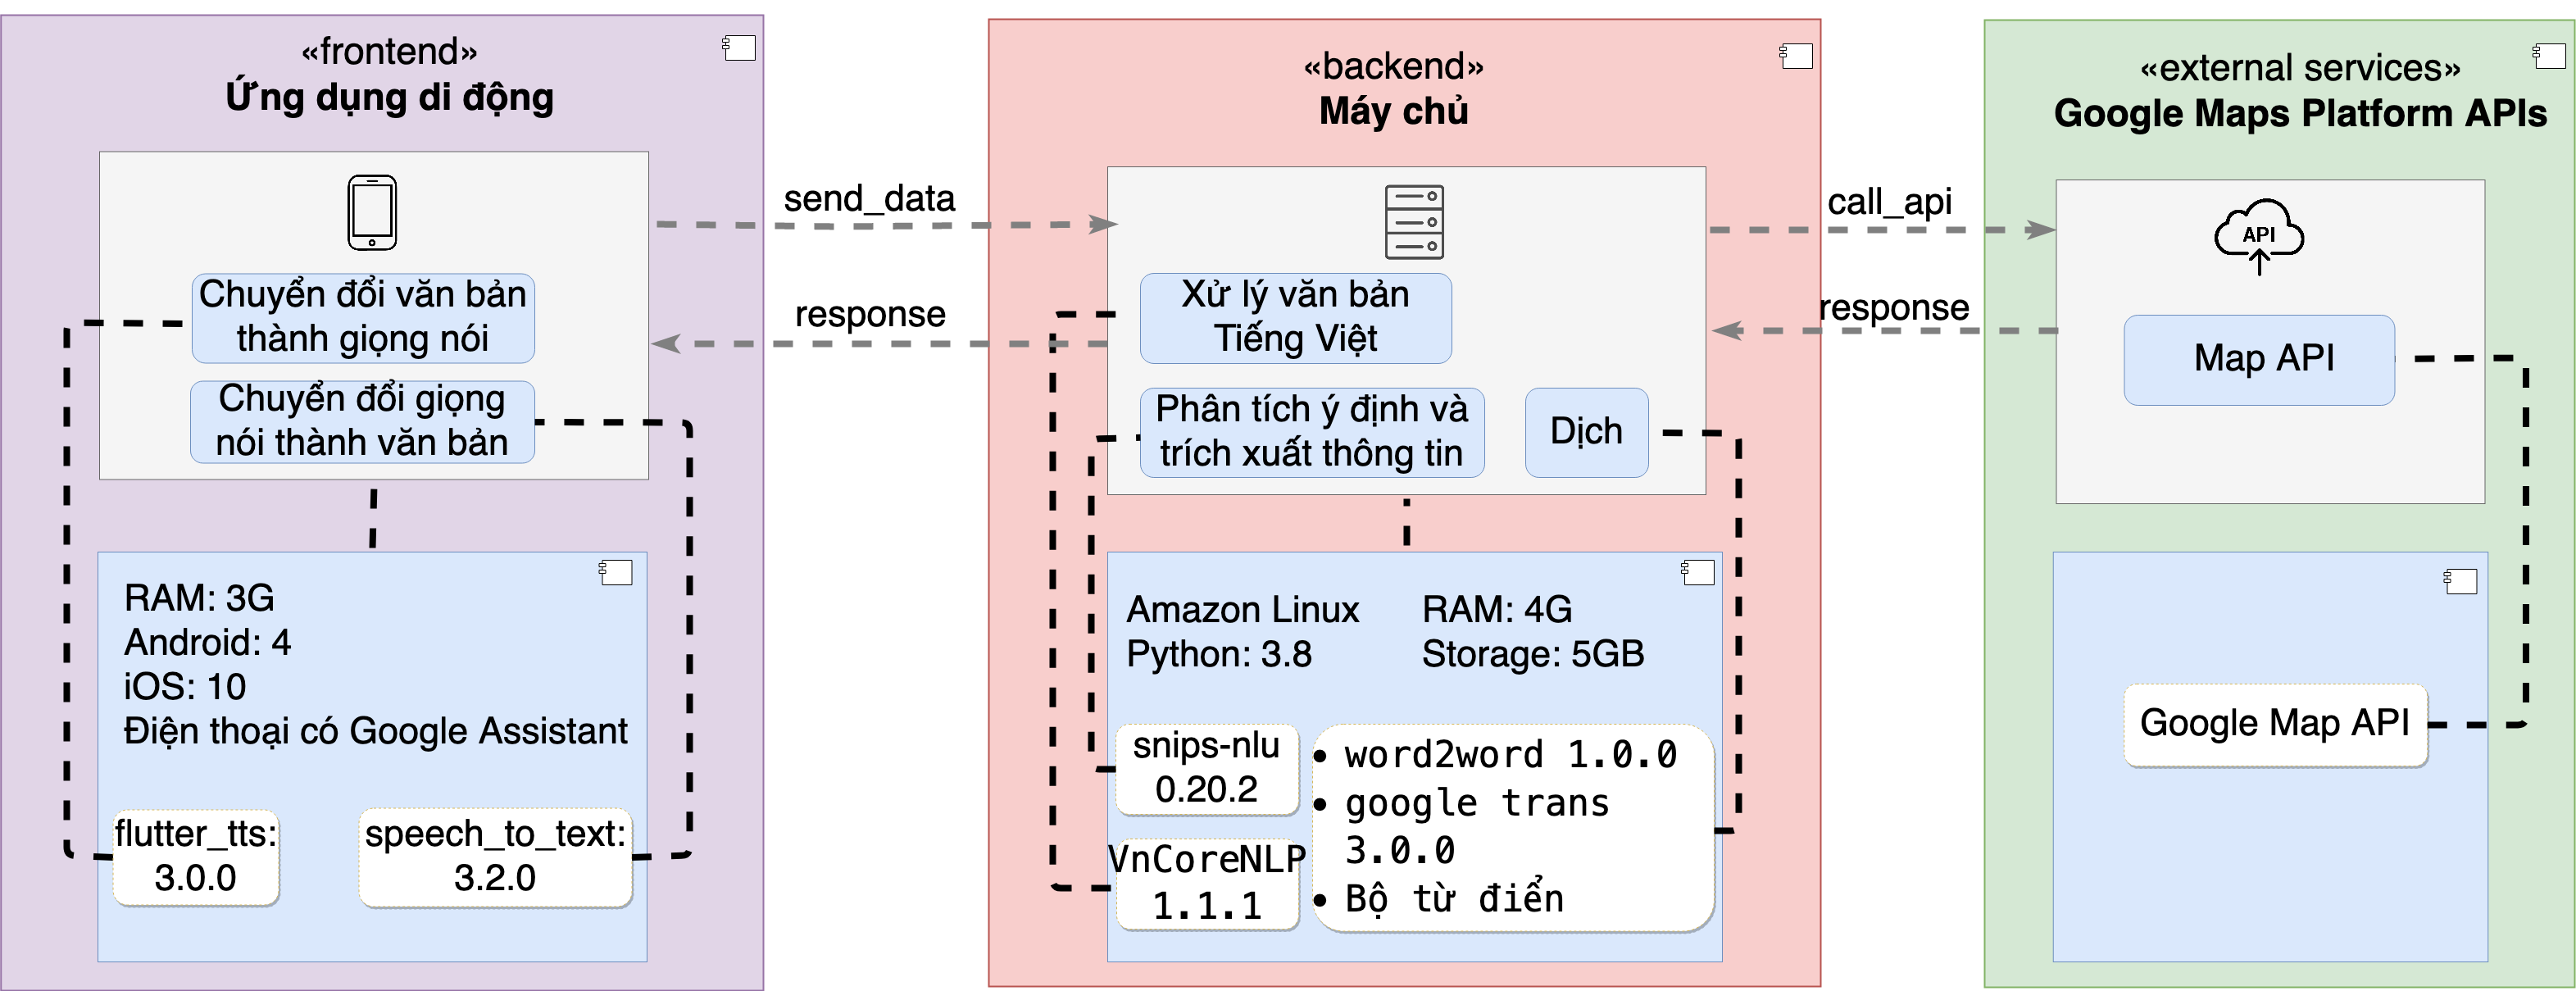 «frontend»
Ứng dụng di động
Chuyển đổi văn bản
thành giọng nói
Chuyển đổi giọng
nói thành văn bản
RAM: 3G
Android: 4
iOS: 10
Điện thoại có Google Assistant
flutter_tts:
3.0.0
speech_to_text:
3.2.0
send_data
response
«backend»
Máy chủ
Xử lý văn bản
Tiếng Việt
Phân tích ý định và
trích xuất thông tin
Dịch
Amazon Linux
Python: 3.8
RAM: 4G
Storage: 5GB
snips-nlu
0.20.2
VnCoreNLP
1.1.1
• word2word 1.0.0
• google trans
3.0.0
• Bộ từ điển
call_api
response
«external services»
Google Maps Platform APIs
API
Map API
Google Map API